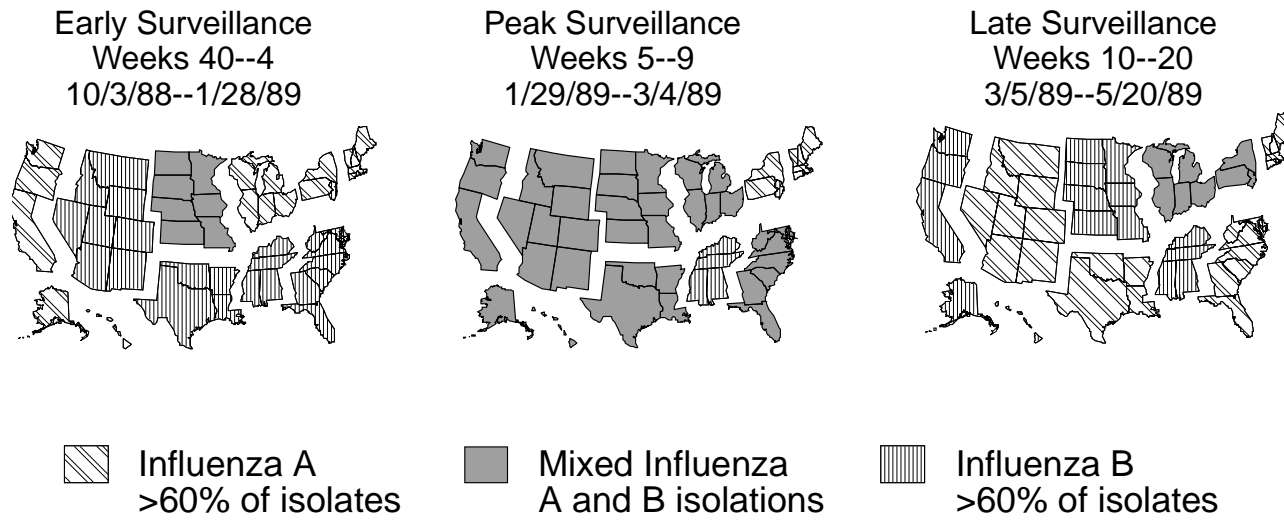 Early Surveillance
Weeks 40--4
10/3/88--1/28/89
Peak Surveillance
Weeks 5--9
1/29/89--3/4/89
Late Surveillance
Weeks 10--20
3/5/89--5/20/89
Influenza A
>60% of isolates
Mixed Influenza
A and B isolations
Influenza B
>60% of isolates